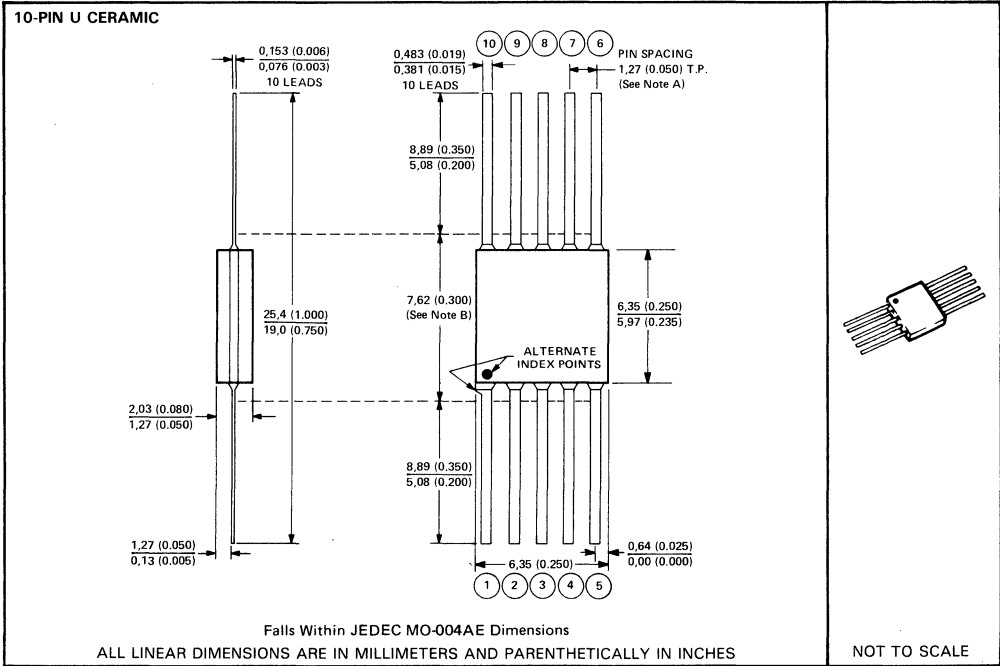 10-PIN U CERAMIC
0,153 (0.006)
0,076 (0.003)
10 LEADS
0,483 (0.019)
0,381 (0.015)
10 LEADS
10 9 8 7 6
PIN SPACING
1,27 (0.050) T.P.
(See Note A)
8,89 (0.350)
5,08 (0.200)
25,4 (1.000)
19,0 (0.750)
7,62 (0.300)
(See Note B)
6,35 (0.250)
5,97 (0.235)
ALTERNATE
INDEX POINTS
2,03 (0.080)
1,27 (0.050)
8,89 (0.350)
5,08 (0.200)
1,27 (0.050)
0,13 (0.005)
6,35 (0.250)
0,64 (0.025)
0,00 (0.000)
1 2 3 4 5
Falls Within JEDEC MO-004AE Dimensions
ALL LINEAR DIMENSIONS ARE IN MILLIMETERS AND PARENTHETICALLY IN INCHES
NOT TO SCALE